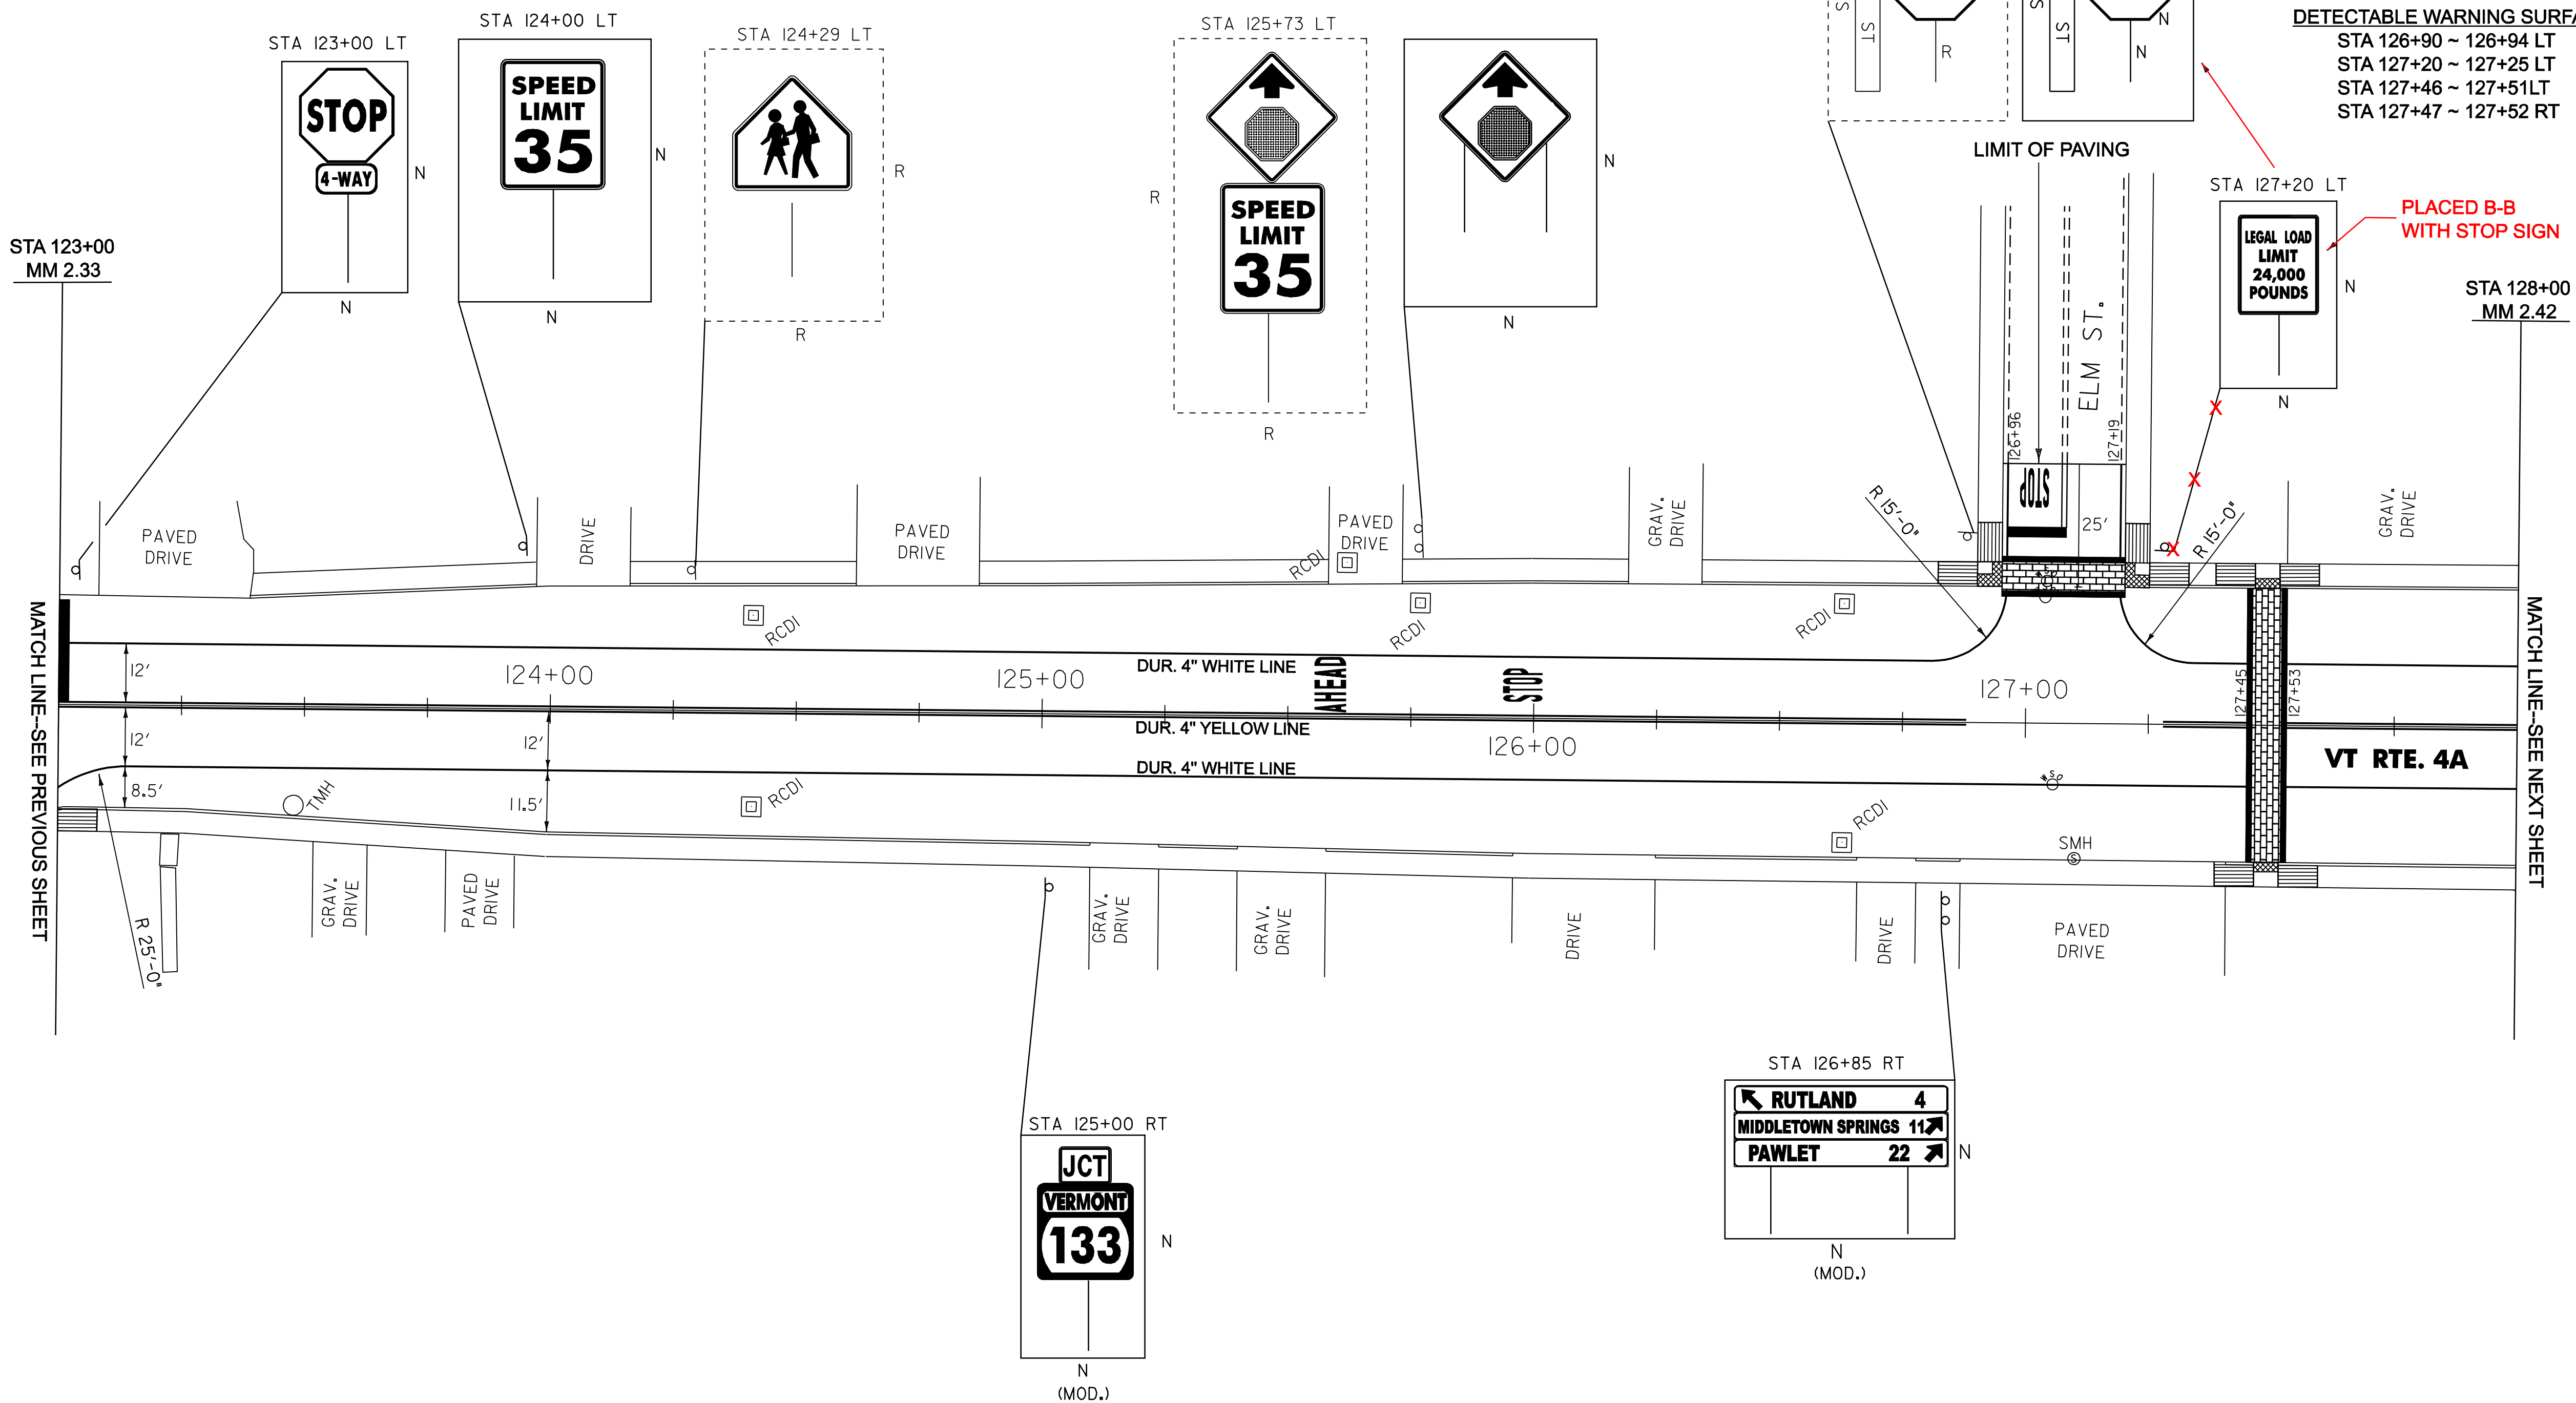 STA 123+00 LT
STOP
4-WAY
N
N
STA 124+00 LT
SPEED
LIMIT
35
N
N
STA 124+29 LT
R
R
STA 125+73 LT
SPEED
LIMIT
35
R
R
N
N
S
ST
R
S
ST
N
N
DETECTABLE WARNING SURFA
STA 126+90 ~ 126+94 LT
STA 127+20 ~ 127+25 LT
STA 127+46 ~ 127+51LT
STA 127+47 ~ 127+52 RT
LIMIT OF PAVING
STA 127+20 LT
LEGAL LOAD
LIMIT
24,000
POUNDS
N
N
PLACED B-B
WITH STOP SIGN
STA 123+00
MM 2.33
STA 128+00
MM 2.42
ELM ST.
126+96
127+19
STOP
25'
R 15'-0"
R 15'-0"
X
X
X
PAVED
DRIVE
DRIVE
PAVED
DRIVE
RCDI
PAVED
DRIVE
GRAV.
DRIVE
GRAV.
DRIVE
RCDI
RCDI
RCDI
MATCH LINE--SEE PREVIOUS SHEET
12'
124+00
125+00
DUR. 4" WHITE LINE
AHEAD
STOP
127+00
127+45
127+53
12'
12'
DUR. 4" YELLOW LINE
126+00
DUR. 4" WHITE LINE
VT RTE. 4A
W S O
8.5'
11.5'
TMH
RCDI
RCDI
SMH
S
MATCH LINE--SEE NEXT SHEET
R 25'-0"
GRAV.
DRIVE
PAVED
DRIVE
GRAV.
DRIVE
GRAV.
DRIVE
DRIVE
DRIVE
PAVED
DRIVE
STA 125+00 RT
JCT
VERMONT
133
N
N
(MOD.)
STA 126+85 RT
RUTLAND 4
MIDDLETOWN SPRINGS 11
PAWLET 22
N
N
(MOD.)